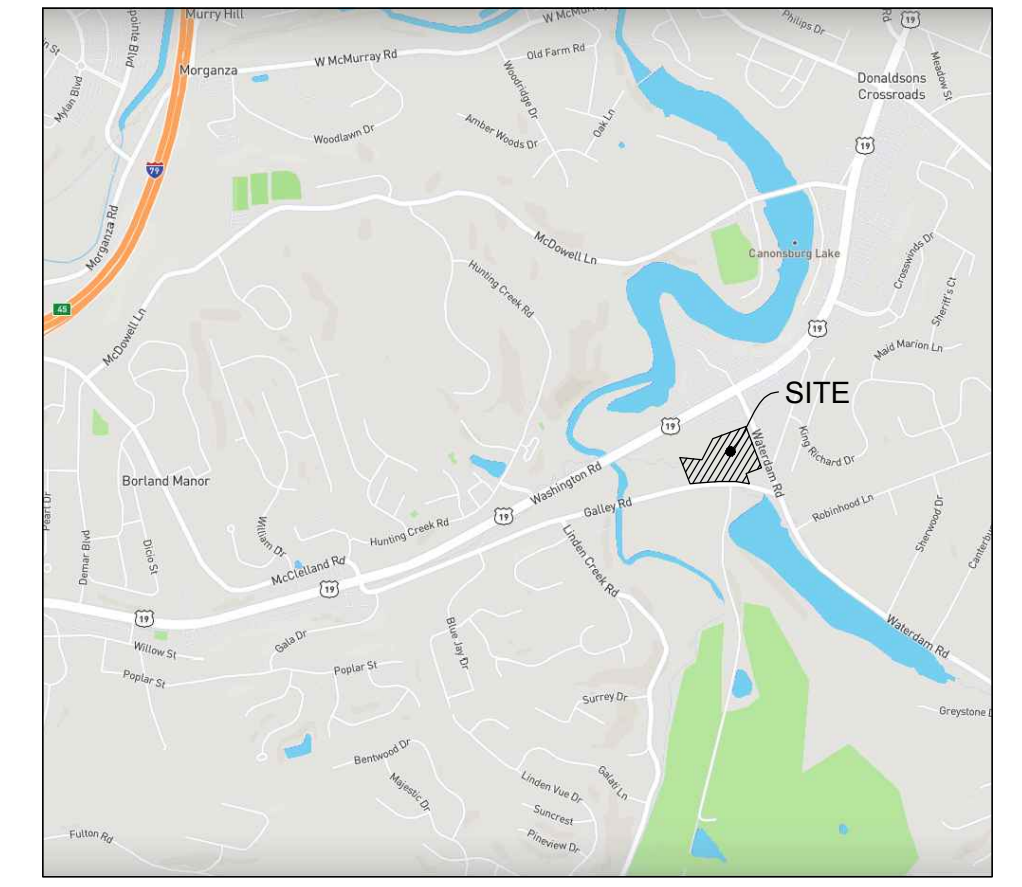 Murry Hill
W McMu
Philips Dr
Rd
19
pointe Blvd
n St
W McMurray Rd
Old Farm Rd
Morganza
Mylan Blvd
Woodridge Dr
Donaldsons
Crossroads
Meadow St
Woodlawn Dr
Amber Woods Dr
Oak Ln
19
79
Morganza Rd
McDowell Ln
Canonsburg Lake
Crosswinds Dr
Hunting Creek Rd
Sheriff's Ct
45
McDowell Ln
19
Maid Marion Ln
SITE
19
King Richard Dr
Waterdam Rd
Borland Manor
Washington Rd
Pearl Dr
Galley Rd
Robinhood Ln
19
Sherwood Dr
Hunting Creek Rd
William Dr
Demar Blvd
Dicio St
Linden Creek Rd
Canterbu
McClelland Rd
19
19
Gala Dr
Blue Jay Dr
Waterdam Rd
Willow St
Poplar St
Poplar St
Surrey Dr
Greystone D
Bentwood Dr
Majestic Dr
Linden Vue Dr
Galati Ln
Suncrest
Fulton Rd
Pineview Dr